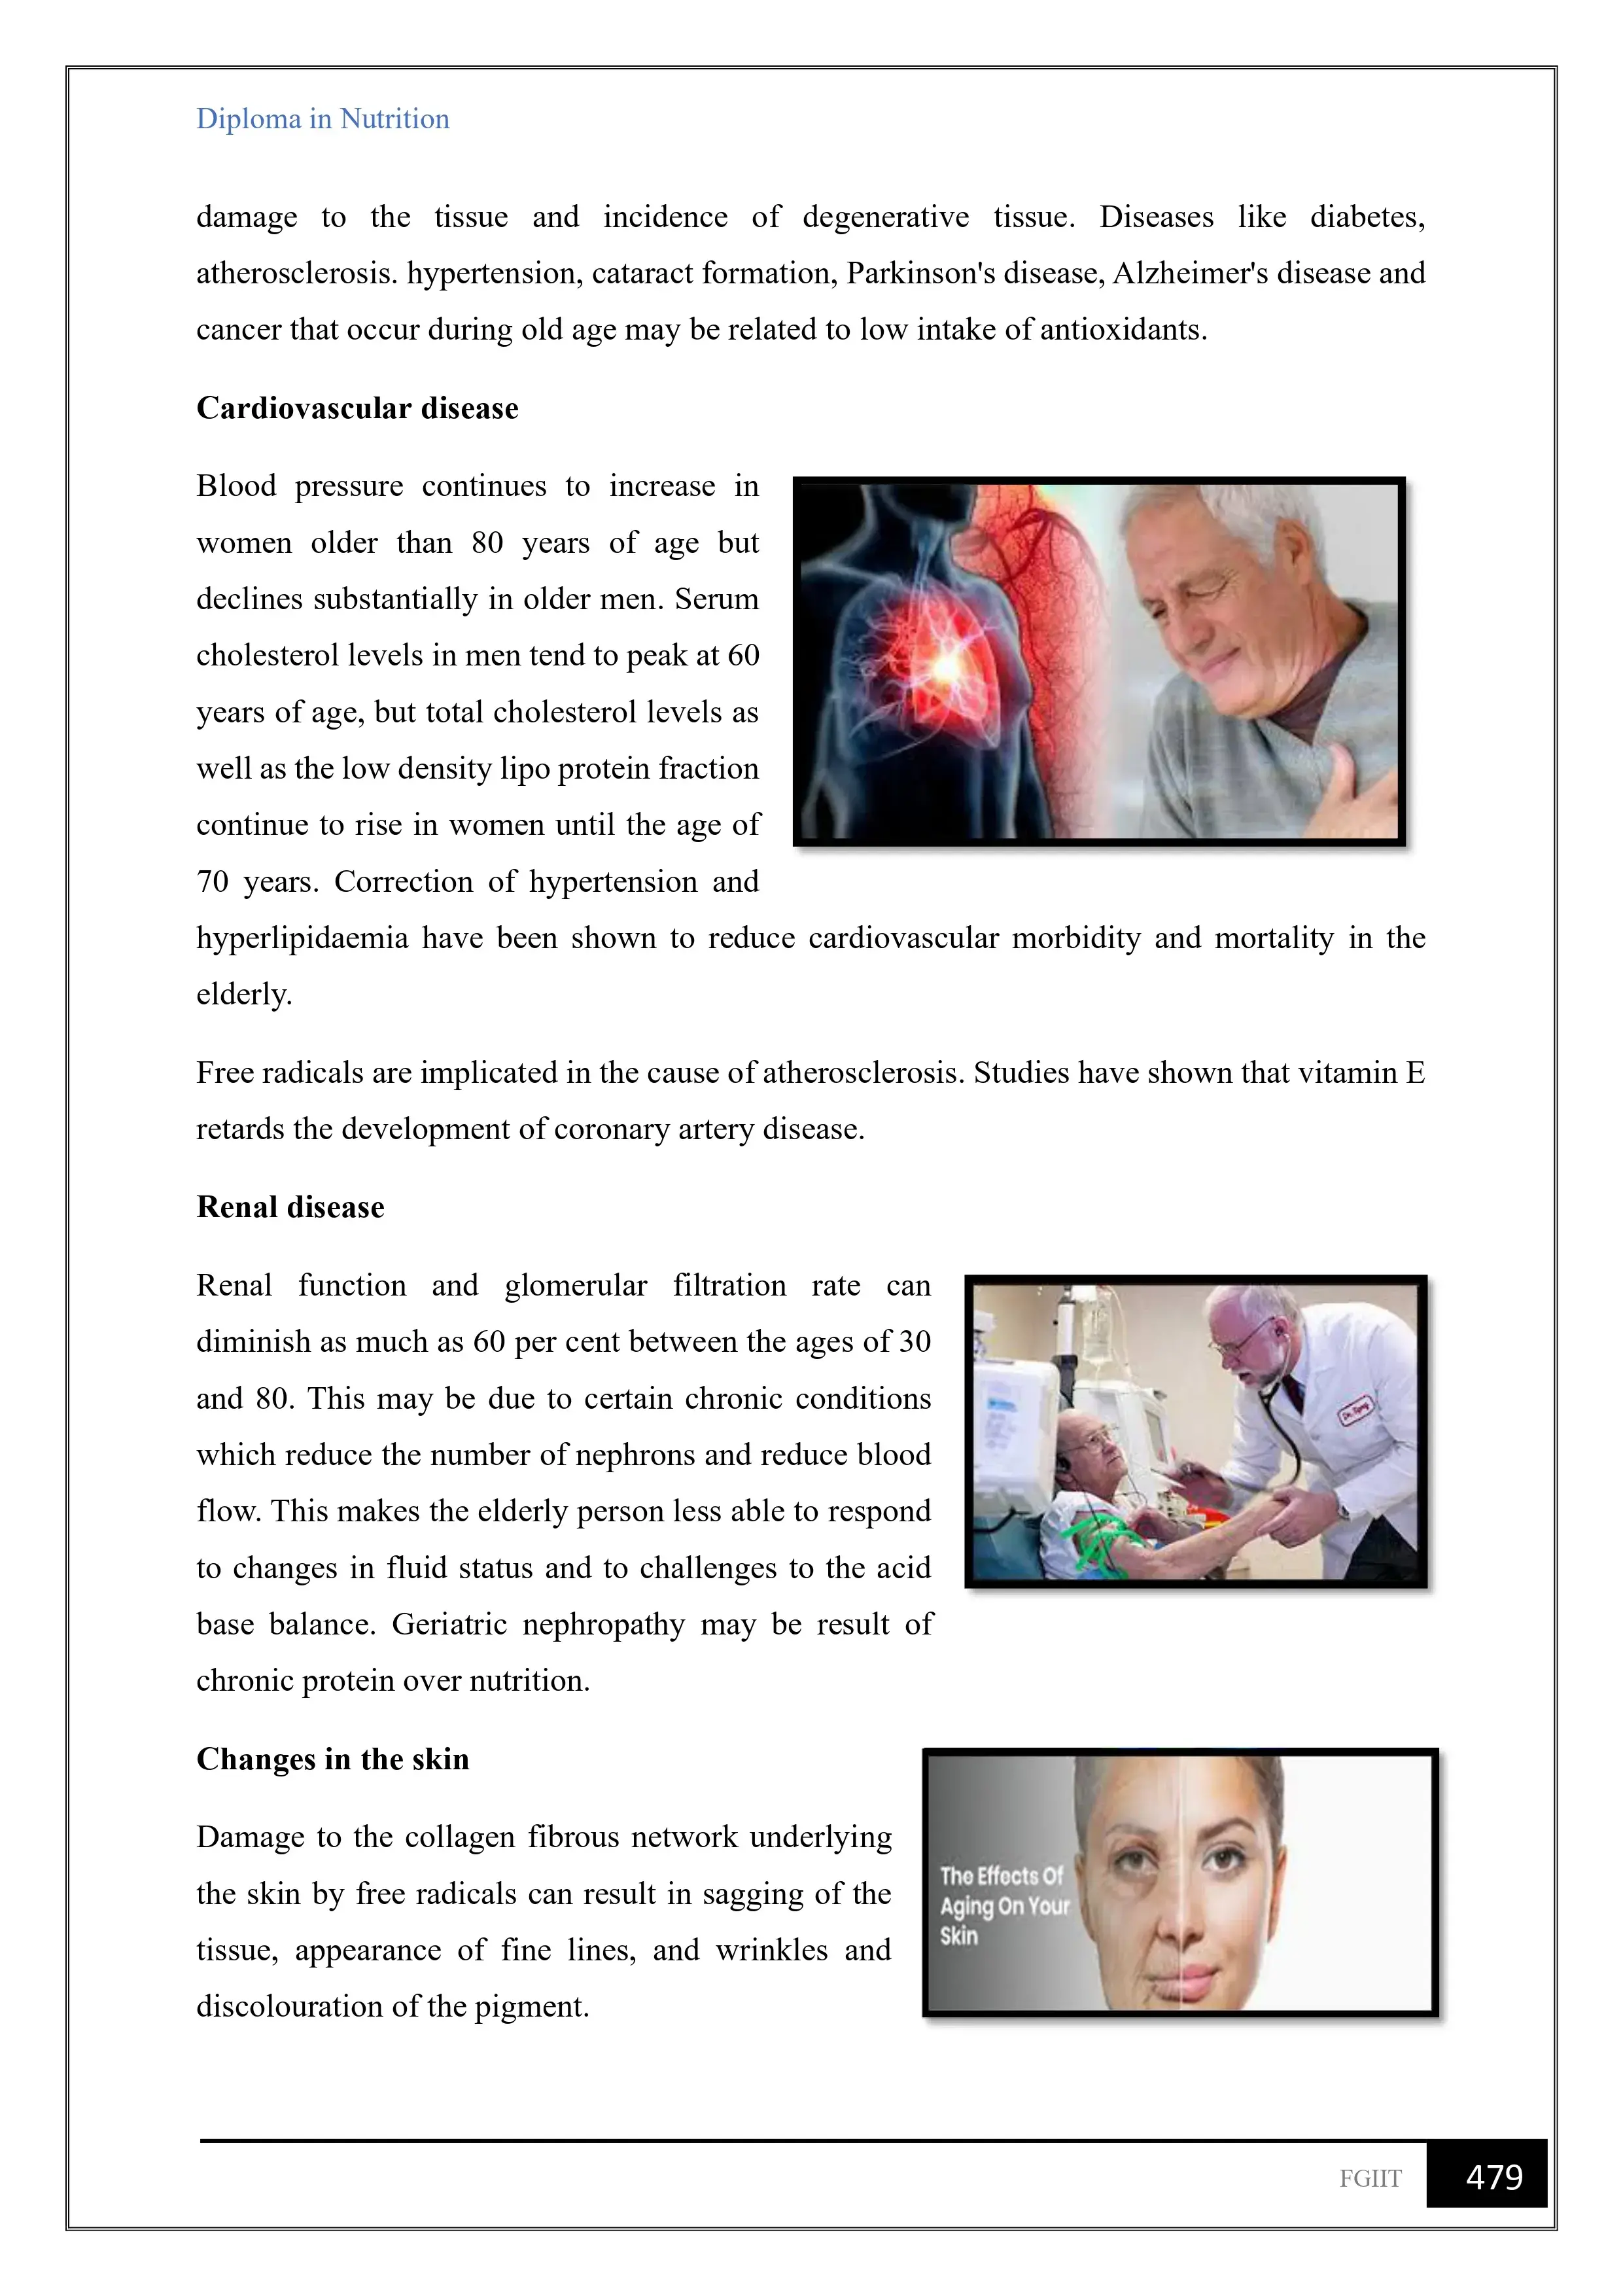 Diploma in Nutrition
damage to the tissue and incidence of degenerative tissue. Diseases like diabetes,
atherosclerosis. hypertension, cataract formation, Parkinson's disease, Alzheimer's disease and
cancer that occur during old age may be related to low intake of antioxidants.
Cardiovascular disease
Blood pressure continues to increase in
women older than 80 years of age but
declines substantially in older men. Serum
cholesterol levels in men tend to peak at 60
years of age, but total cholesterol levels as
well as the low density lipo protein fraction
continue to rise in women until the age of
70 years. Correction of hypertension and
hyperlipidaemia have been shown to reduce cardiovascular morbidity and mortality in the
elderly.
Free radicals are implicated in the cause of atherosclerosis. Studies have shown that vitamin E
retards the development of coronary artery disease.
Renal disease
Renal function and glomerular filtration rate can
diminish as much as 60 per cent between the ages of 30
and 80. This may be due to certain chronic conditions
which reduce the number of nephrons and reduce blood
flow. This makes the elderly person less able to respond
to changes in fluid status and to challenges to the acid
base balance. Geriatric nephropathy may be result of
chronic protein over nutrition.
Changes in the skin
Damage to the collagen fibrous network underlying
the skin by free radicals can result in sagging of the
tissue, appearance of fine lines, and wrinkles and
discolouration of the pigment.
The Effects Of
Aging On Your
Skin
FGIIT
479